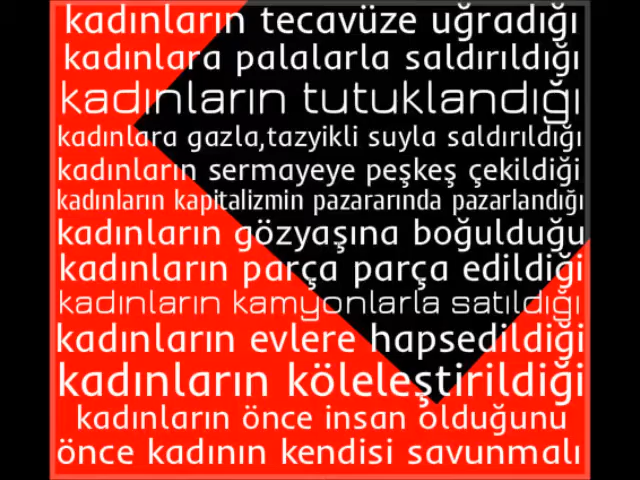 kadınların tecavüze uğradığı
kadınlara palalarla saldırıldığı
kadınların tutuklandığı
kadınlara gazla,tazyikli suyla saldırıldığı
kadınların sermayeye peşkeş çekildiği
kadınların kapitalizmin pazararında pazarlandığı
kadınların gözyaşına boğulduğu
kadınların parça parça edildiği
kadınların kamyonlarla satıldığı
kadınların evlere hapsedildiği
kadınların köleleştirildiği
kadınların önce insan olduğunu
önce kadının kendisi savunmalı